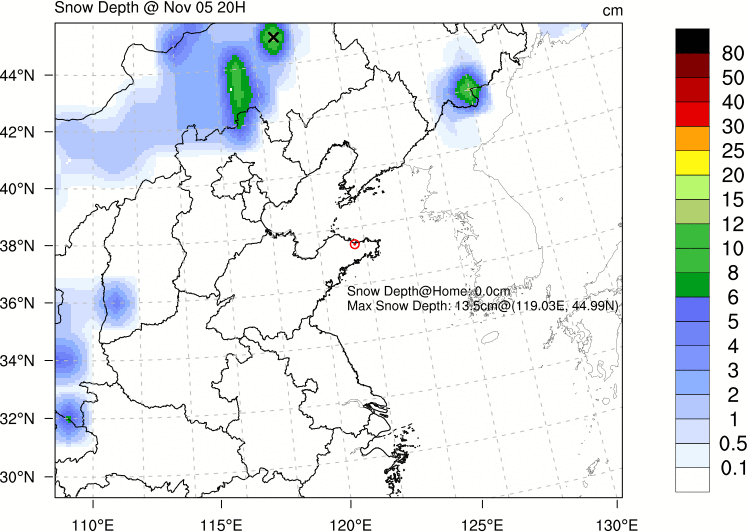 Snow Depth @ Nov 05 20H
cm
80
50
40
30
25
20
15
12
10
8
6
5
4
3
2
1
0.5
0.1
44°N
42°N
40°N
38°N
36°N
34°N
32°N
30°N
Snow Depth@Home: 0.0cm
Max Snow Depth: 13.5cm@(119.03E, 44.99N)
110°E
115°E
120°E
125°E
130°E